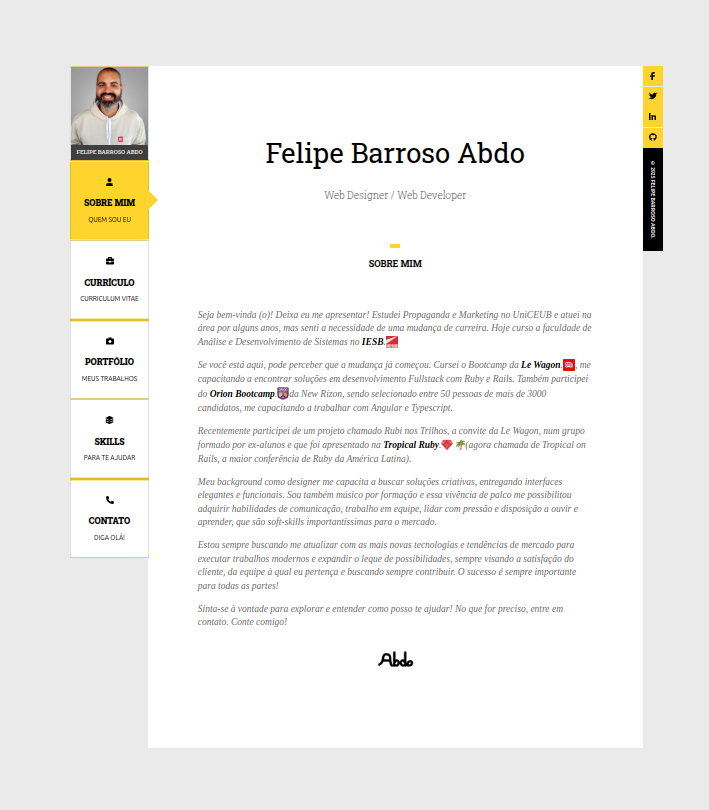 FELIPE BARROSO ABDO
SOBRE MIM
QUEM SOU EU
CURRÍCULO
CURRICULUM VITAE
PORTFÓLIO
MEUS TRABALHOS
SKILLS
PARA TE AJUDAR
CONTATO
DIGA OLÁ!
Felipe Barroso Abdo
Web Designer / Web Developer
SOBRE MIM
Seja bem-vinda (o)! Deixa eu me apresentar! Estudei Propaganda e Marketing no UniCEUB e atuei na
área por alguns anos, mas senti a necessidade de uma mudança de carreira. Hoje curso a faculdade de
Análise e Desenvolvimento de Sistemas no IESB.
Se você está aqui, pode perceber que a mudança já começou. Cursei o Bootcamp da Le Wagon. , me
capacitando a encontrar soluções em desenvolvimento Fullstack com Ruby e Rails. Também participei
do Orion Bootcamp. da New Rizon, sendo selecionado entre 50 pessoas de mais de 3000
candidatos, me capacitando a trabalhar com Angular e Typescript.
Recentemente participei de um projeto chamado Rubi nos Trilhos, a convite da Le Wagon, num grupo
formado por ex-alunos e que foi apresentado na Tropical Ruby. (agora chamada de Tropical on
Rails, a maior conferência de Ruby da América Latina).
Meu background como designer me capacita a buscar soluções criativas, entregando interfaces
elegantes e funcionais. Sou também músico por formação e essa vivência de palco me possibilitou
adquirir habilidades de comunicação, trabalho em equipe, lidar com pressão e disposição a ouvir e
aprender, que são soft-skills importantíssimas para o mercado.
Estou sempre buscando me atualizar com as mais novas tecnologias e tendências de mercado para
executar trabalhos modernos e expandir o leque de possibilidades, sempre visando a satisfação do
cliente, da equipe à qual eu pertença e buscando sempre contribuir. O sucesso é sempre importante
para todas as partes!
Sinta-se à vontade para explorar e entender como posso te ajudar! No que for preciso, entre em
contato. Conte comigo!
Abdo
© 2023 FELIPE BARROSO ABDO.